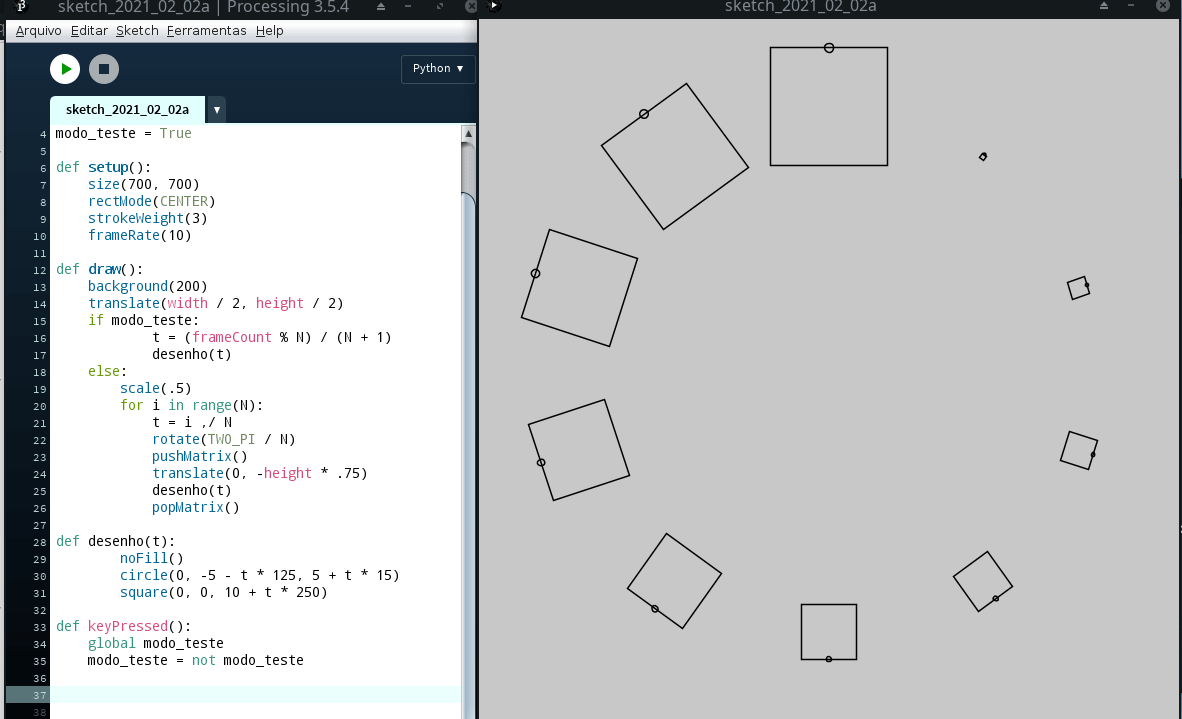 sketch_2021_02_02a | Processing 3.5.4
sketch_2021_02_02a
Arquivo Editar Sketch Ferramentas Help
Python ▼
sketch_2021_02_02a ▼
4 modo_teste = True
5
6 def setup():
7 size(700, 700)
8 rectMode(CENTER)
9 strokeWeight(3)
10 frameRate(10)
11
12 def draw():
13 background(200)
14 translate(width / 2, height / 2)
15 if modo_teste:
16 t = (frameCount % N) / (N + 1)
17 desenho(t)
18 else:
19 scale(.5)
20 for i in range(N):
21 t = i ,/ N
22 rotate(TWO_PI / N)
23 pushMatrix()
24 translate(0, -height * .75)
25 desenho(t)
26 popMatrix()
27
28 def desenho(t):
29 noFill()
30 circle(0, -5 - t * 125, 5 + t * 15)
31 square(0, 0, 10 + t * 250)
32
33 def keyPressed():
34 global modo_teste
35 modo_teste = not modo_teste
36
37
38